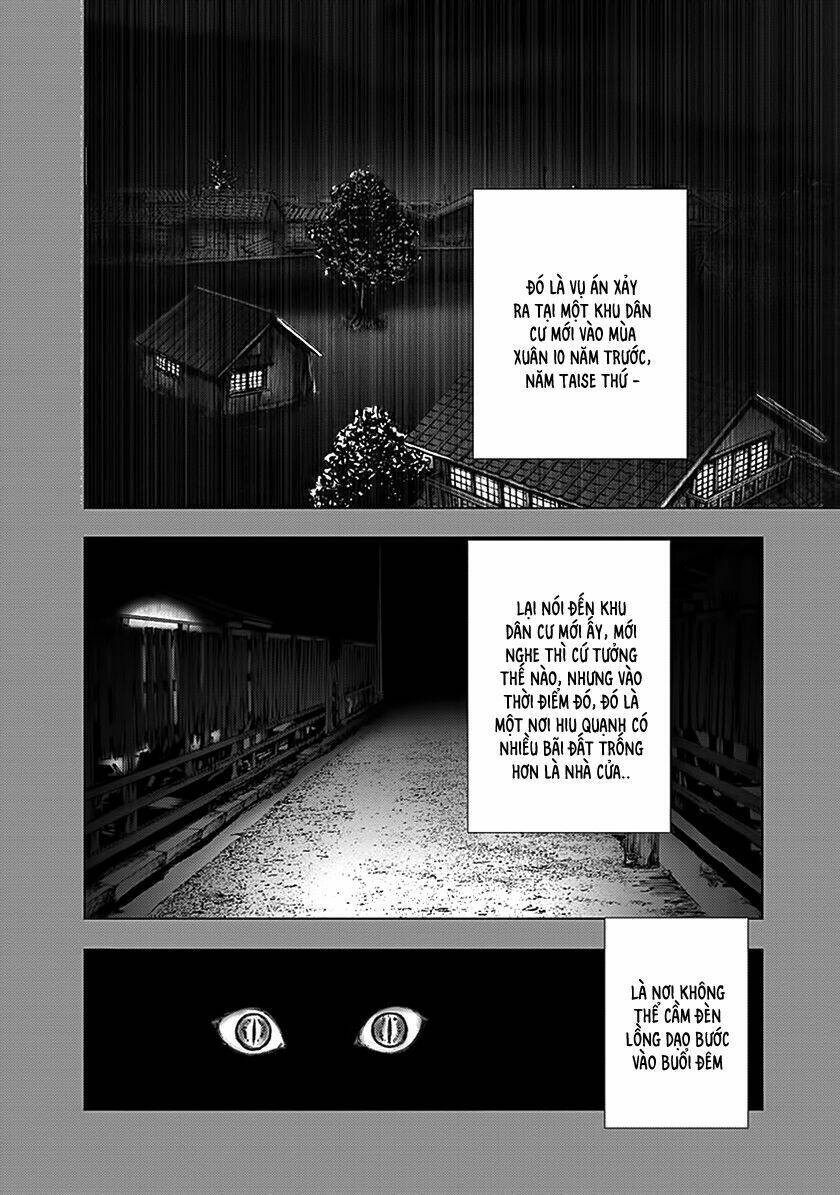 ĐÓ LÀ VỤ ÁN XẢY
RA TẠI MỘT KHU DÂN
CƯ MỚI VÀO MÙA
XUÂN 10 NĂM TRƯỚC,
NĂM TAISE THỨ -
LẠI NÓI ĐẾN KHU
DÂN CƯ MỚI ẤY, MỚI
NGHE THÌ CỨ TƯỞNG
THẾ NÀO, NHƯNG VÀO
THỜI ĐIỂM ĐÓ, ĐÓ LÀ
MỘT NƠI HIU QUẠNH CÓ
NHIỀU BÃI ĐẤT TRỐNG
HƠN LÀ NHÀ CỬA..
LÀ NƠI KHÔNG
THỂ CẦM ĐÈN
LỒNG DẠO BƯỚC
VÀO BUỔI ĐÊM